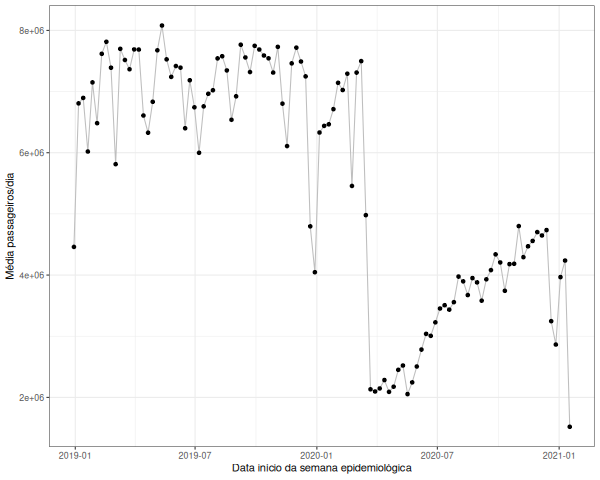 8e+06
6e+06
4e+06
2e+06
Média passageiros/dia
2019-01
2019-07
2020-01
2020-07
2021-01
Data início da semana epidemiológica